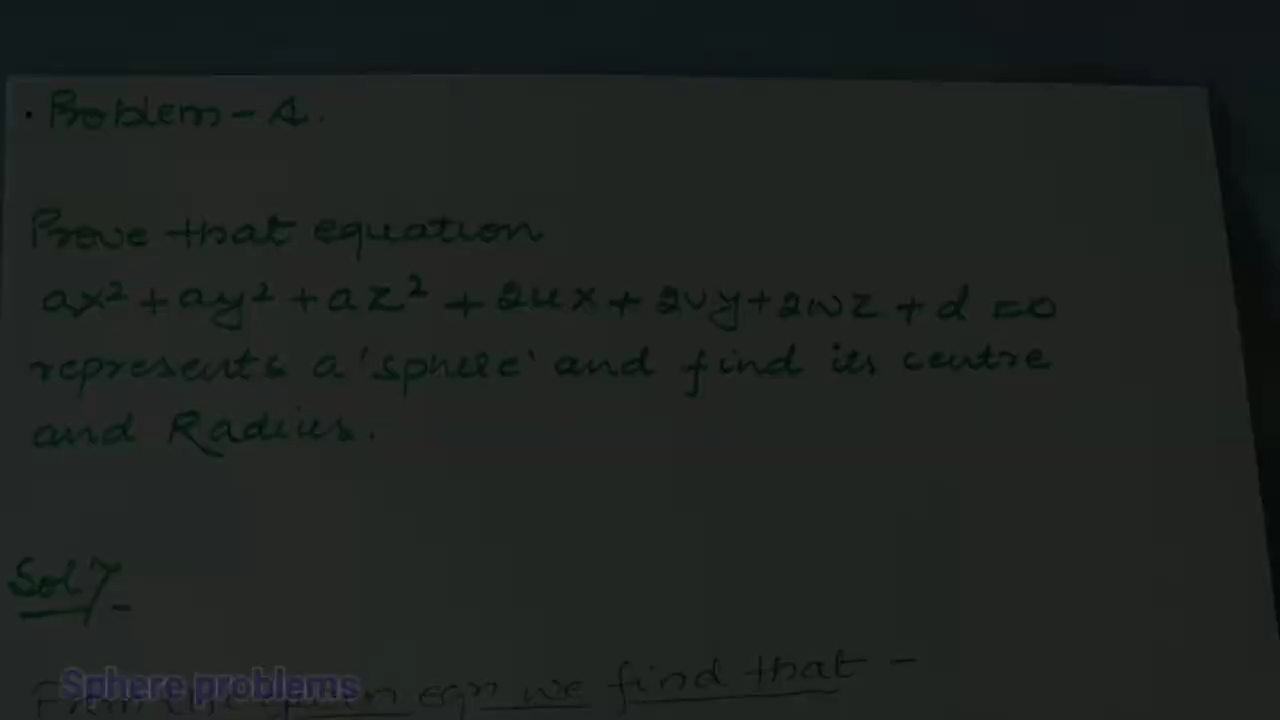 . Problem - A.
Prove that equation
ax² + ay² + az² + 2ux + 2vy + 2wz + d = 0
represents a 'sphere' and find its centre
and Radius.
Sol
eqn we find that -
Sphere problems